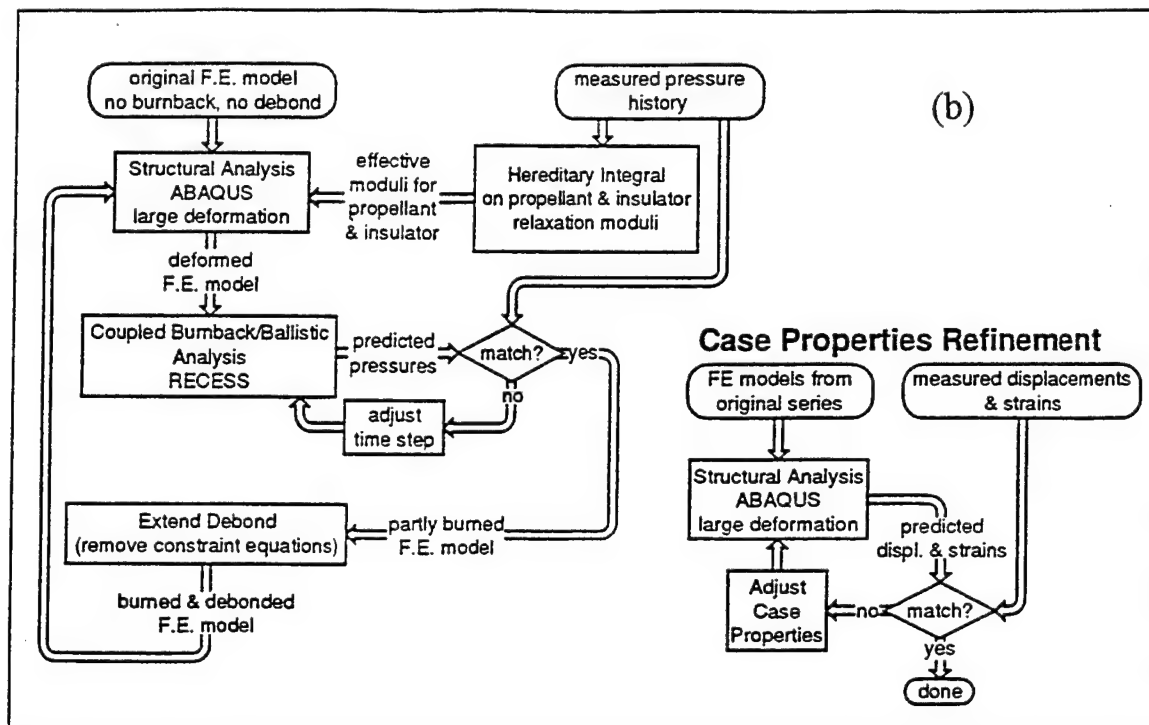 original F.E. model
no burnback, no debond
measured pressure
history
(b)
Structural Analysis
ABAQUS
large deformation
effective
moduli for
propellant
& insulator
Hereditary Integral
on propellant & insulator
relaxation moduli
deformed
F.E. model
Coupled Burnback/Ballistic
Analysis
RECESS
predicted
pressures
match?
yes
no
adjust
time step
Extend Debond
(remove constraint equations)
partly burned
F.E. model
burned & debonded
F.E. model
Case Properties Refinement
FE models from
original series
measured displacements
& strains
Structural Analysis
ABAQUS
large deformation
predicted
displ. & strains
Adjust
Case
Properties
no
match?
yes
done